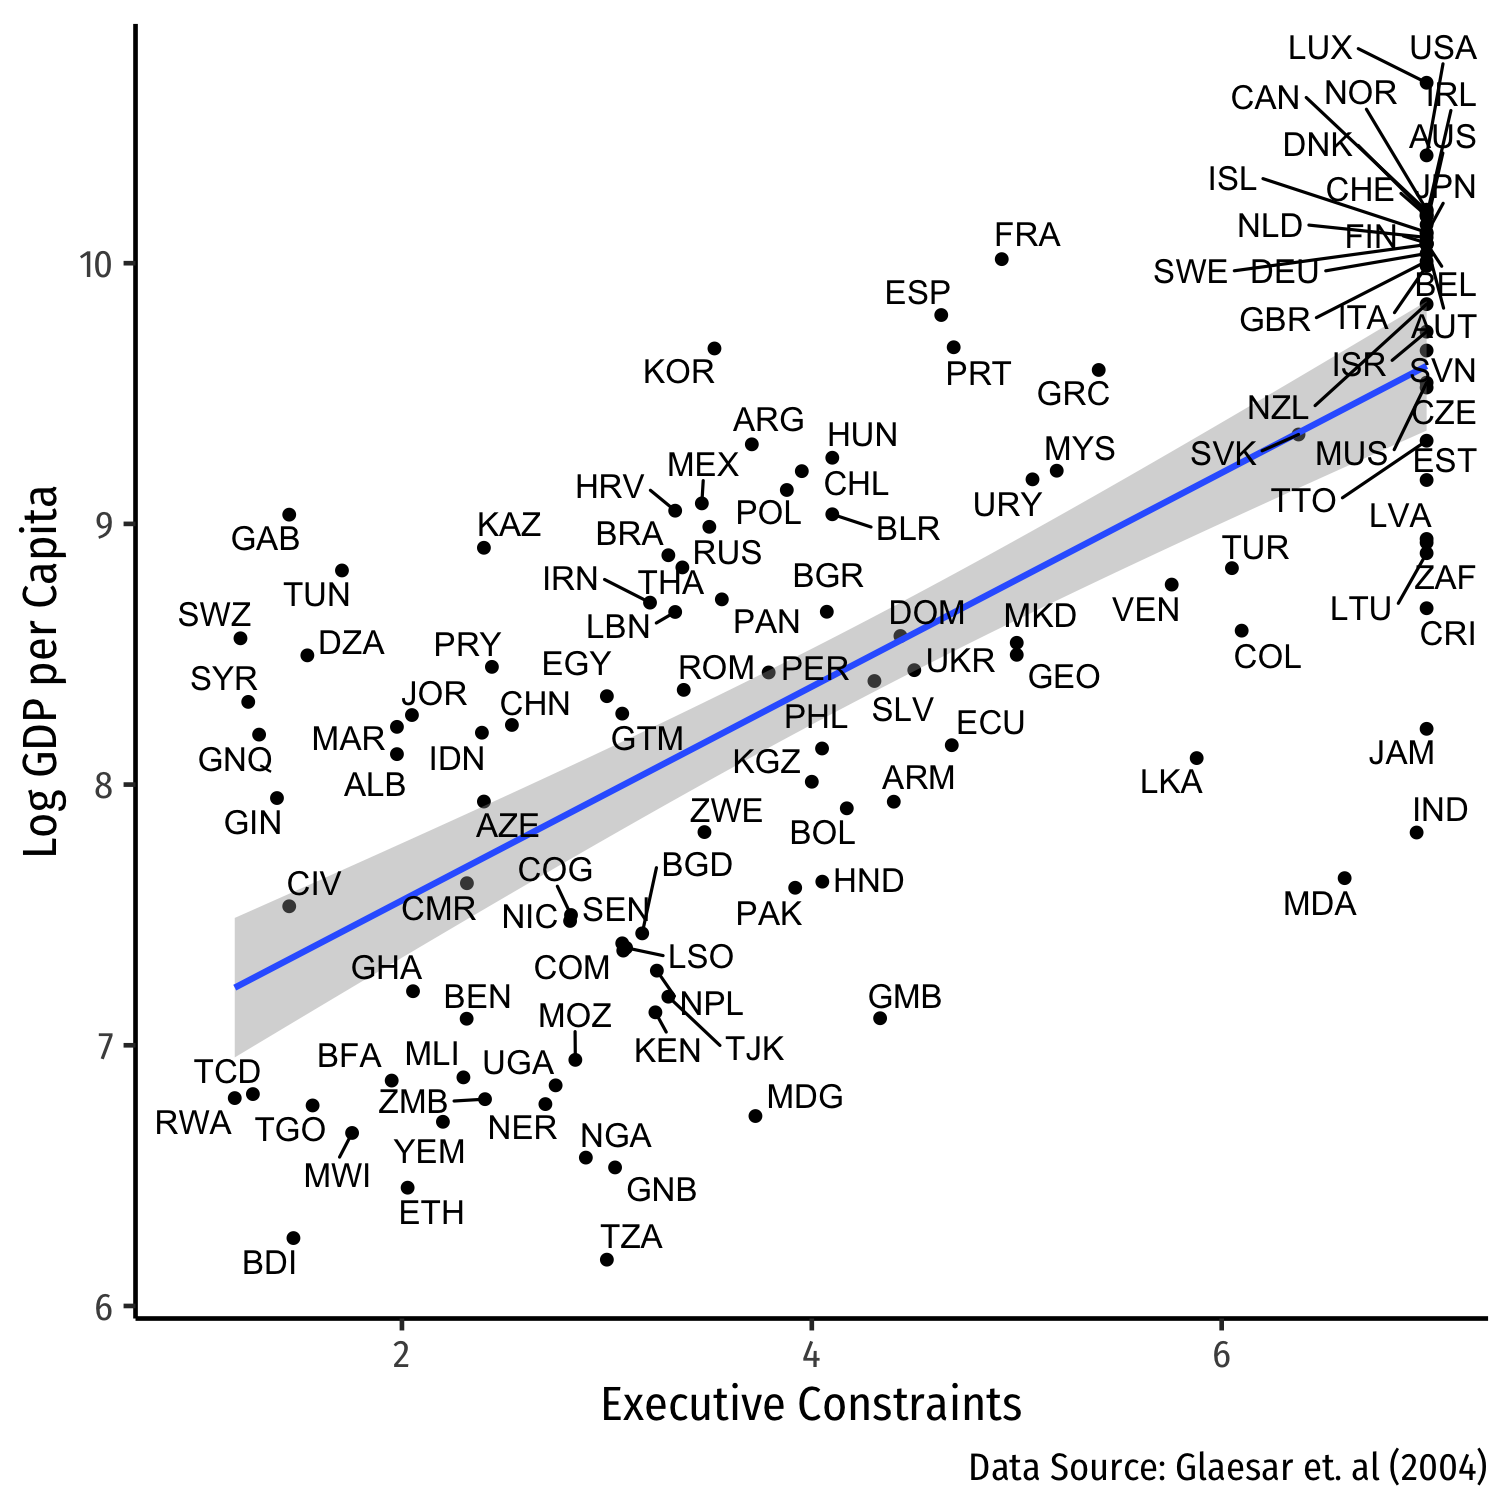 LUX USA
CAN NOR IRL
DNK AUS
ISL CHE JPN
NLD FIN
FRA
SWE DEU
BEL
ESP
GBR ITA AUT
KOR PRT ISR SVN
GRC
NZL CZE
ARG
HUN MYS SVK MUS EST
MEX
HRV CHL
POL URY TTO
LVA
GAB KAZ BRA BLR
RUS TUR
IRN THA BGR ZAF
TUN
SWZ LBN PAN DOM MKD VEN LTU
DZA PRY CRI
EGY ROM PER UKR COL
SYR GEO
JOR CHN
MAR GTM PHL SLV ECU
GNQ IDN KGZ JAM
ALB ARM LKA
GIN AZE ZWE BOL IND
COG BGD
CIV HND
CMR NIC SEN PAK MDA
GHA COM LSO
BEN NPL GMB
MOZ
BFA MLI UGA KEN TJK
TCD
ZMB MDG
RWA TGO NER
YEM NGA
MWI
GNB
ETH
TZA
BDI
10
9
8
7
6
Log GDP per Capita
2 4 6
Executive Constraints
Data Source: Glaesar et. al (2004)